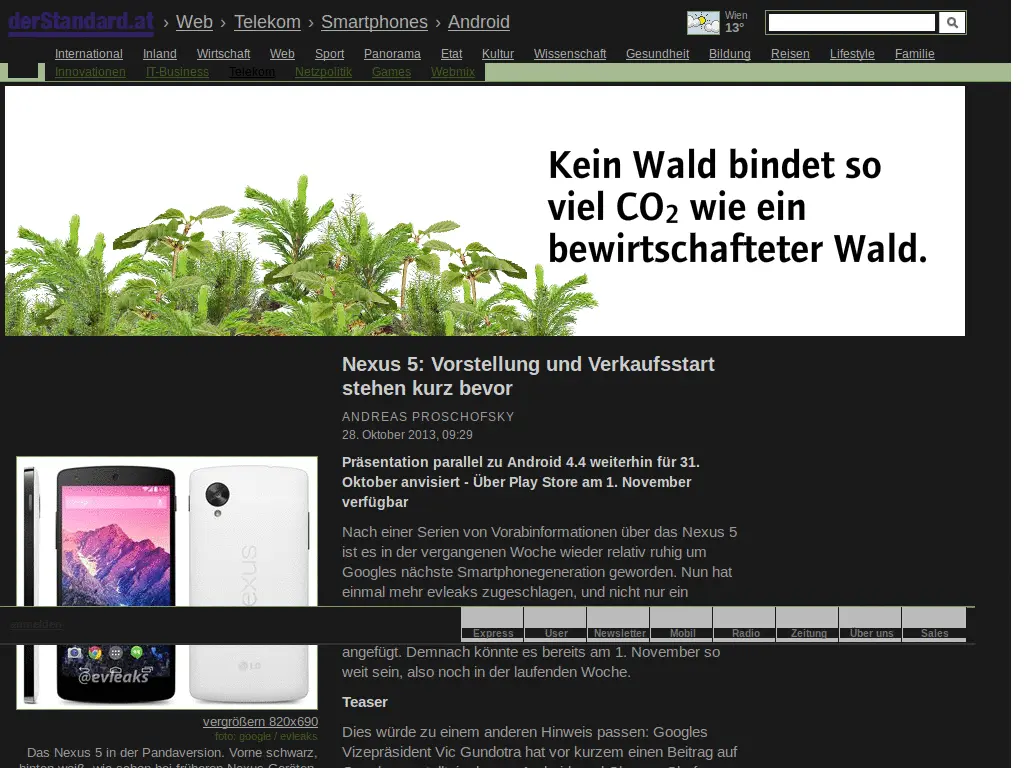 derStandard.at › Web › Telekom › Smartphones › Android
Wien
13°
International Inland Wirtschaft Web Sport Panorama Etat Kultur Wissenschaft Gesundheit Bildung Reisen Lifestyle Familie
Innovationen IT-Business Telekom Netzpolitik Games Webmix
Kein Wald bindet so
viel CO₂ wie ein
bewirtschafteter Wald.
Nexus 5: Vorstellung und Verkaufsstart
stehen kurz bevor
ANDREAS PROSCHOFSKY
28. Oktober 2013, 09:29
Präsentation parallel zu Android 4.4 weiterhin für 31.
Oktober anvisiert - Über Play Store am 1. November
verfügbar
Nach einer Serien von Vorabinformationen über das Nexus 5
ist es in der vergangenen Woche wieder relativ ruhig um
Googles nächste Smartphonegeneration geworden. Nun hat
einmal mehr evleaks zugeschlagen, und nicht nur ein
anmelden
Express User Newsletter Mobil Radio Zeitung Über uns Sales
angefügt. Demnach könnte es bereits am 1. November so
weit sein, also noch in der laufenden Woche.
Teaser
Dies würde zu einem anderen Hinweis passen: Googles
Vizepräsident Vic Gundotra hat vor kurzem einen Beitrag auf
LG
@evleaks
vergrößern 820x690
foto: google / evleaks
Das Nexus 5 in der Pandaversion. Vorne schwarz,
hinten weiß, wie schon bei früheren Nexus-Geräten.